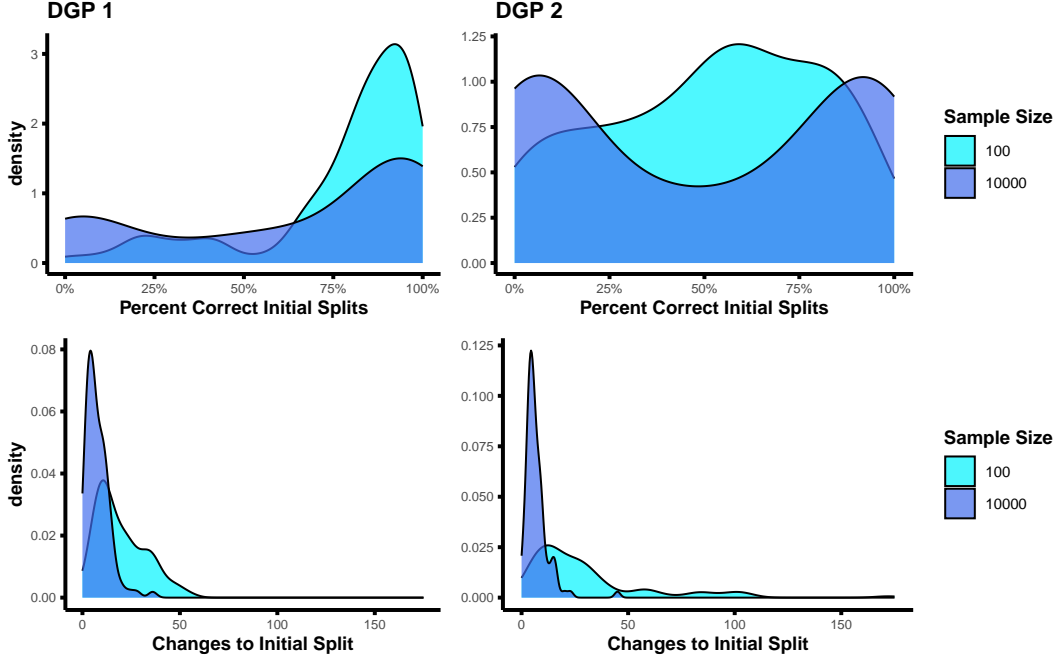 DGP 1
DGP 2
density
3
2
1
0
0% 25% 50% 75% 100%
Percent Correct Initial Splits
1.25
1.00
0.75
0.50
0.25
0.00
0% 25% 50% 75% 100%
Percent Correct Initial Splits
Sample Size
100
10000
density
0.08
0.06
0.04
0.02
0.00
0 50 100 150
Changes to Initial Split
0.125
0.100
0.075
0.050
0.025
0.000
0 50 100 150
Changes to Initial Split
Sample Size
100
10000